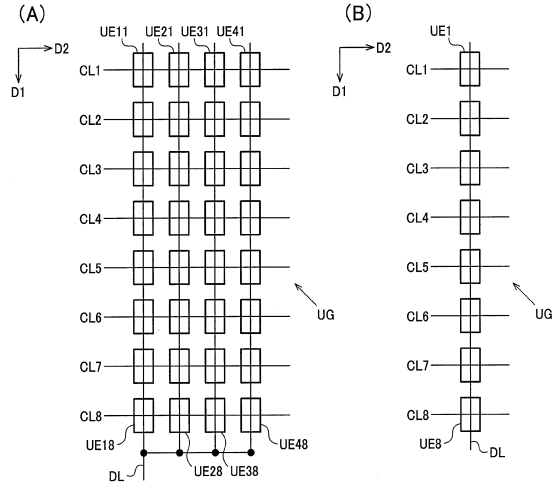 (A)
(B)
UE11 UE21 UE31 UE41
UE1
D2
D2
D1
D1
CL1
CL1
CL2
CL2
CL3
CL3
CL4
CL4
CL5
CL5
CL6
CL6
UG
UG
CL7
CL7
CL8
CL8
UE18
UE28 UE38
UE48
UE8
DL
DL